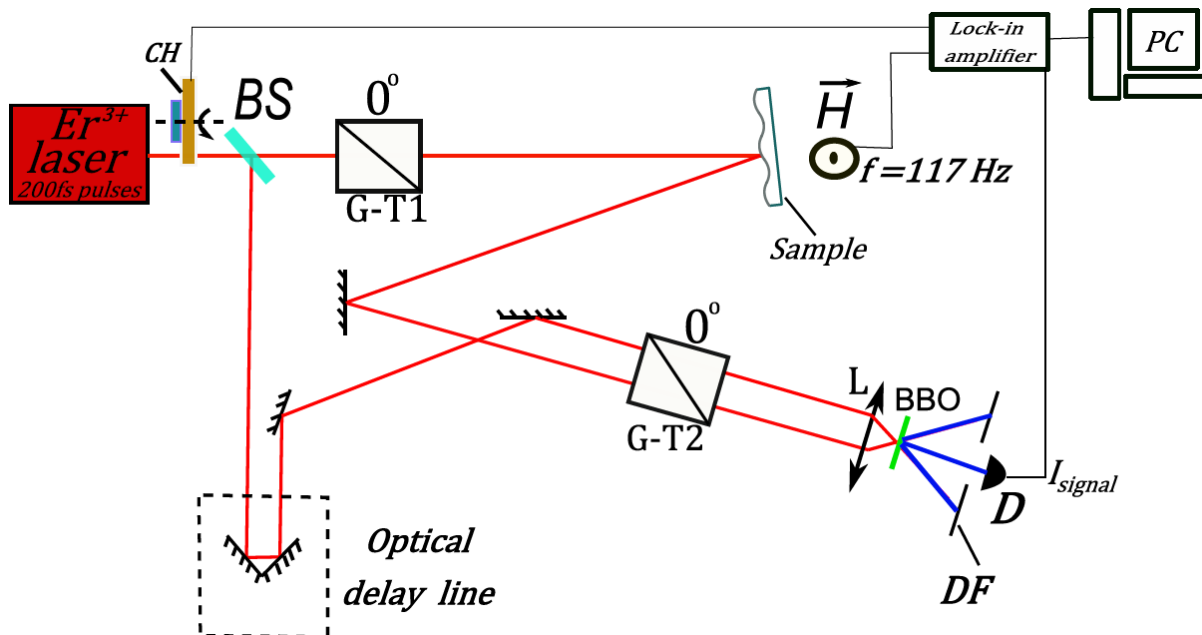 CH
BS
0°
G-T1
Er³⁺
laser
200fs pulses
H
f=117 Hz
Lock-in
amplifier
PC
Sample
0°
G-T2
L
BBO
I_signal
D
DF
Optical
delay line